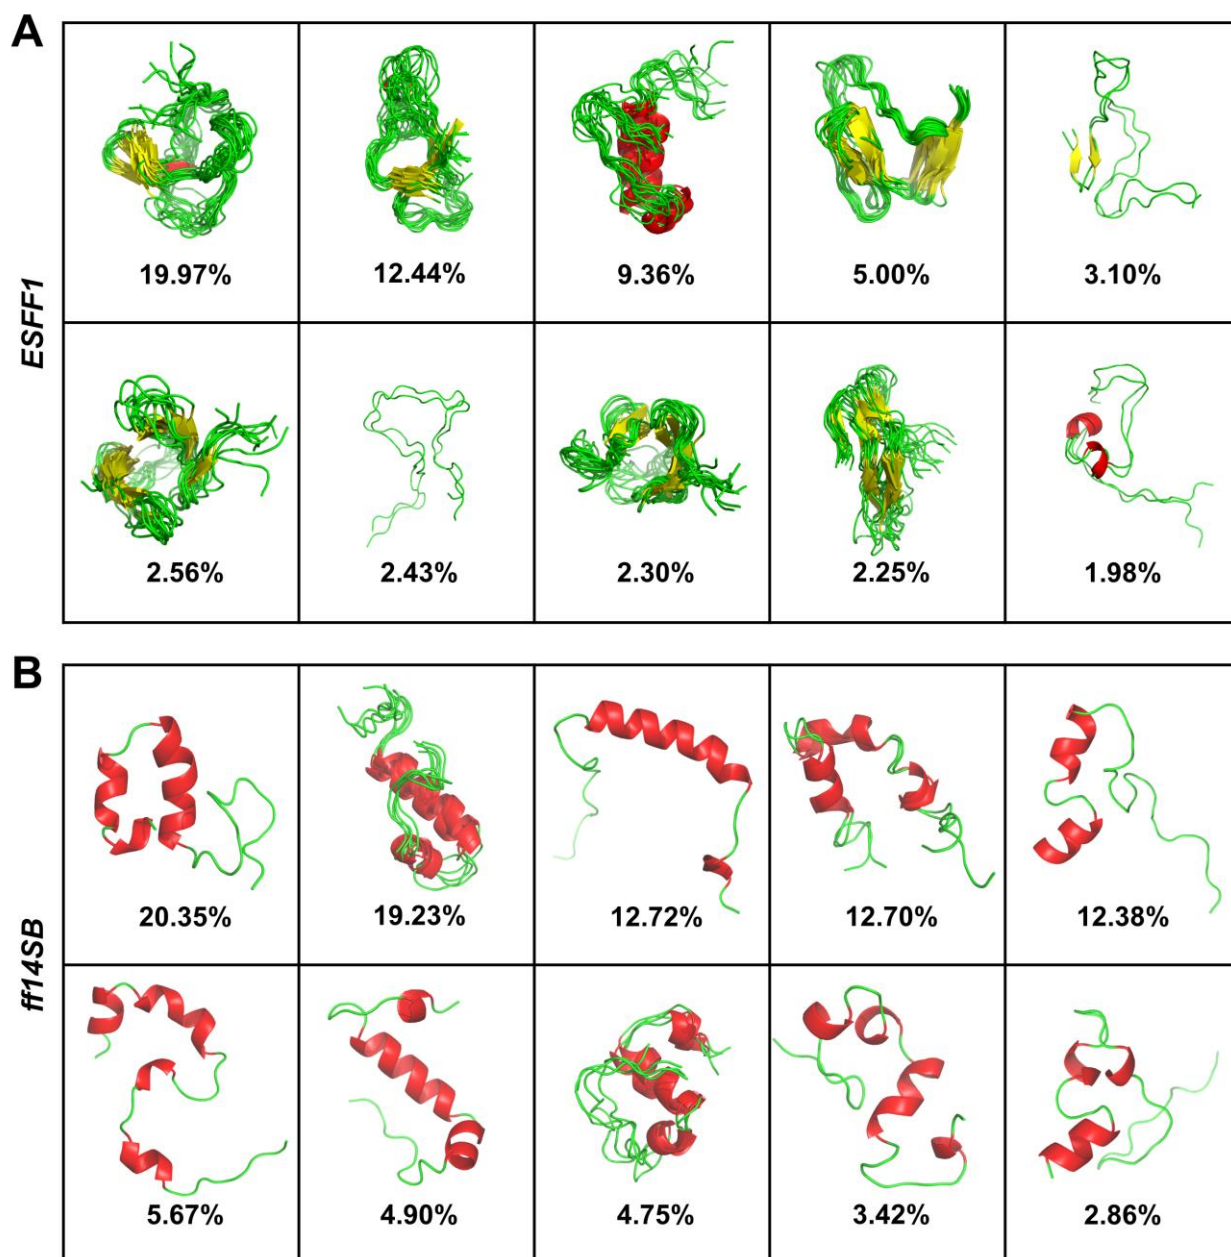 A
ESFF1
19.97% 12.44% 9.36% 5.00% 3.10%
2.56% 2.43% 2.30% 2.25% 1.98%
B
ff14SB
20.35% 19.23% 12.72% 12.70% 12.38%
5.67% 4.90% 4.75% 3.42% 2.86%